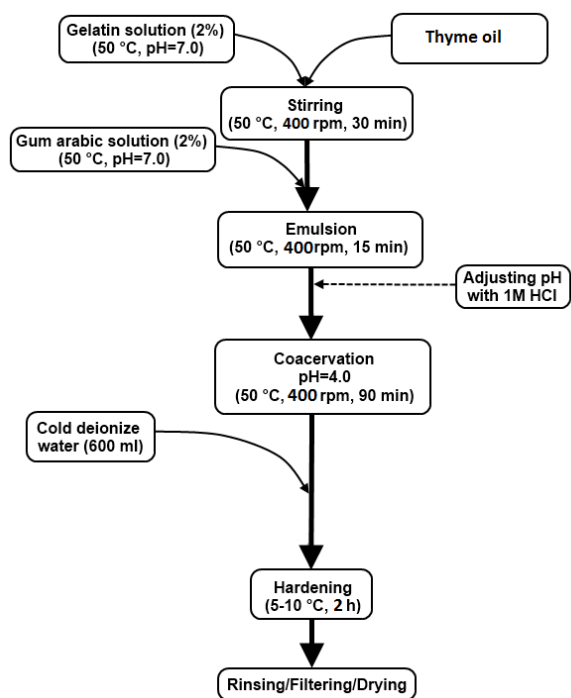 Gelatin solution (2%)
(50 °C, pH=7.0)
Thyme oil
Stirring
(50 °C, 400 rpm, 30 min)
Gum arabic solution (2%)
(50 °C, pH=7.0)
Emulsion
(50 °C, 400rpm, 15 min)
Adjusting pH
with 1M HCl
Coacervation
pH=4.0
(50 °C, 400 rpm, 90 min)
Cold deionize
water (600 ml)
Hardening
(5-10 °C, 2 h)
Rinsing/Filtering/Drying